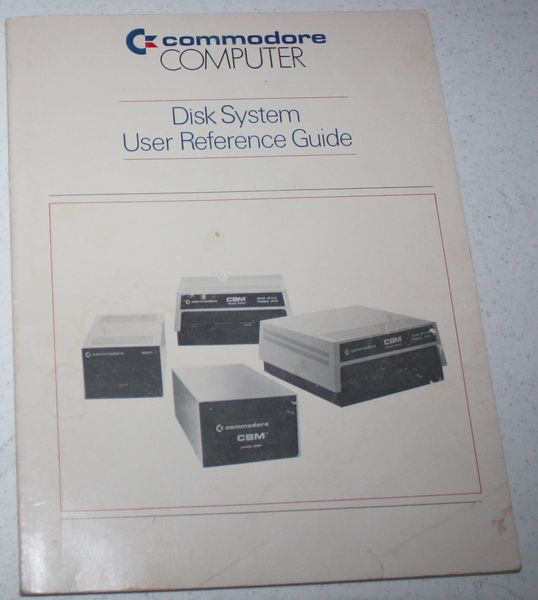 commodore
COMPUTER
Disk System
User Reference Guide
commodore
CBM
commodore
commodore
CBM
commodore
CBM